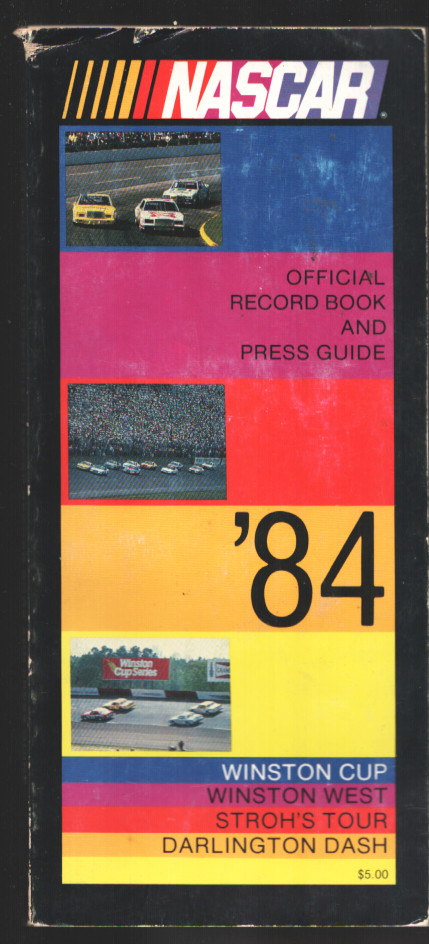 NASCAR
OFFICIAL
RECORD BOOK
AND
PRESS GUIDE
'84
Winston
Cup Series
WINSTON CUP
WINSTON WEST
STROH'S TOUR
DARLINGTON DASH
$5.00